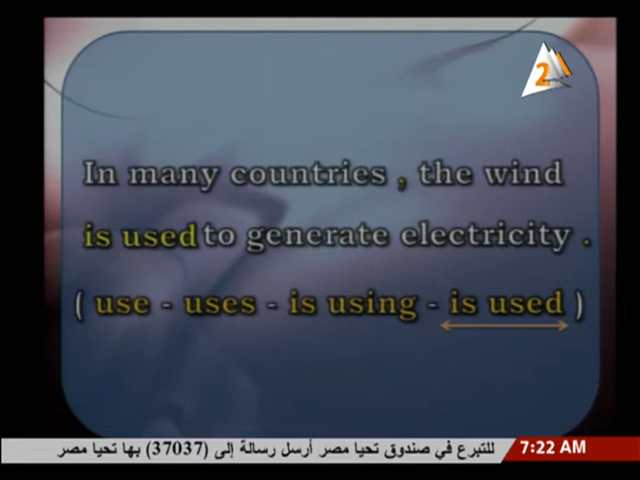 2
In many countries , the wind
is used to generate electricity .
( use - uses - is using - is used )
للتبرع في صندوق تحيا مصر أرسل رسالة إلى (37037) بها تحيا مصر
7:22 AM